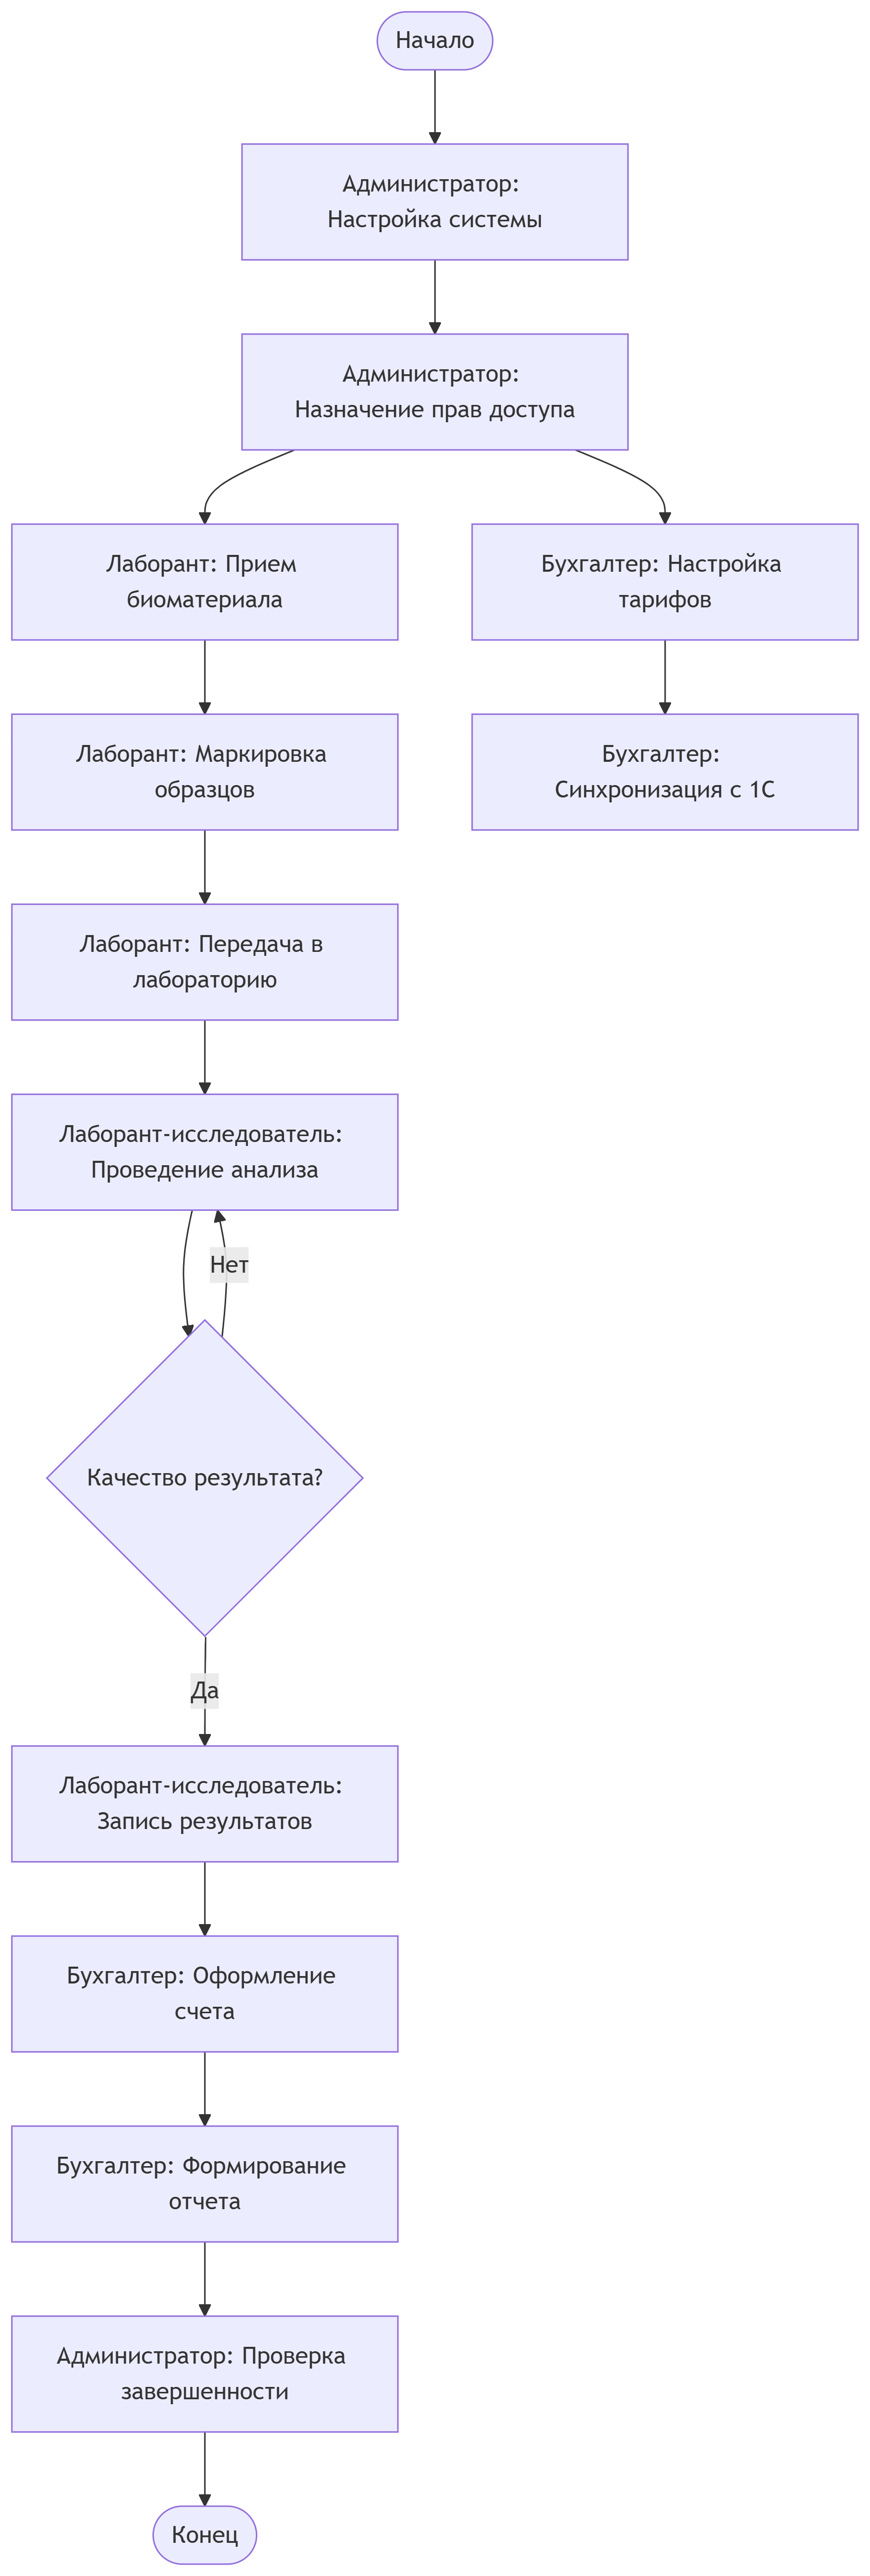 Начало
Администратор:
Настройка системы
Администратор:
Назначение прав доступа
Лаборант: Прием
биоматериала
Бухгалтер: Настройка
тарифов
Лаборант: Маркировка
образцов
Бухгалтер:
Синхронизация с 1С
Лаборант: Передача в
лабораторию
Лаборант-исследователь:
Проведение анализа
Нет
Качество результата?
Да
Лаборант-исследователь:
Запись результатов
Бухгалтер: Оформление
счета
Бухгалтер: Формирование
отчета
Администратор: Проверка
завершенности
Конец